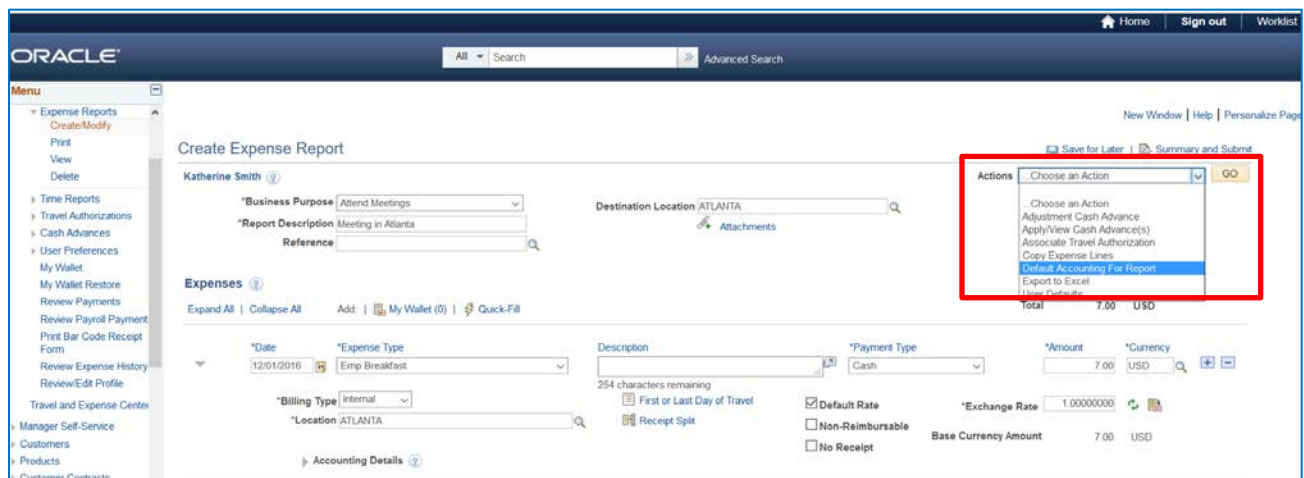 Home | Sign out | Worklist
ORACLE
All Search Advanced Search
Menu
Expense Reports
Create/Modify
Print
View
Delete
Time Reports
Travel Authorizations
Cash Advances
User Preferences
My Wallet
My Wallet Restore
Review Payments
Review Payroll Payment
Print Bar Code Receipt
Form
Review Expense History
Review/Edit Profile
Travel and Expense Center
Manager Self-Service
Customers
Products
Customer Contracts
New Window | Help | Personalize Page
Create Expense Report
Save for Later | Summary and Submit
Katherine Smith
Actions ...Choose an Action GO
...Choose an Action
Adjustment Cash Advance
Apply/View Cash Advance(s)
Associate Travel Authorization
Copy Expense Lines
Default Accounting For Report
Export to Excel
User Defaults
*Business Purpose Attend Meetings
Destination Location ATLANTA
*Report Description Meeting in Atlanta
Attachments
Reference
Expenses
Expand All | Collapse All Add: | My Wallet (0) | Quick-Fill
Total 7.00 USD
*Date *Expense Type Description *Payment Type *Amount *Currency
12/01/2016 Emp Breakfast Cash 7.00 USD
254 characters remaining
*Billing Type Internal First or Last Day of Travel Default Rate *Exchange Rate 1.00000000
*Location ATLANTA Receipt Split Non-Reimbursable
Base Currency Amount 7.00 USD
No Receipt
Accounting Details